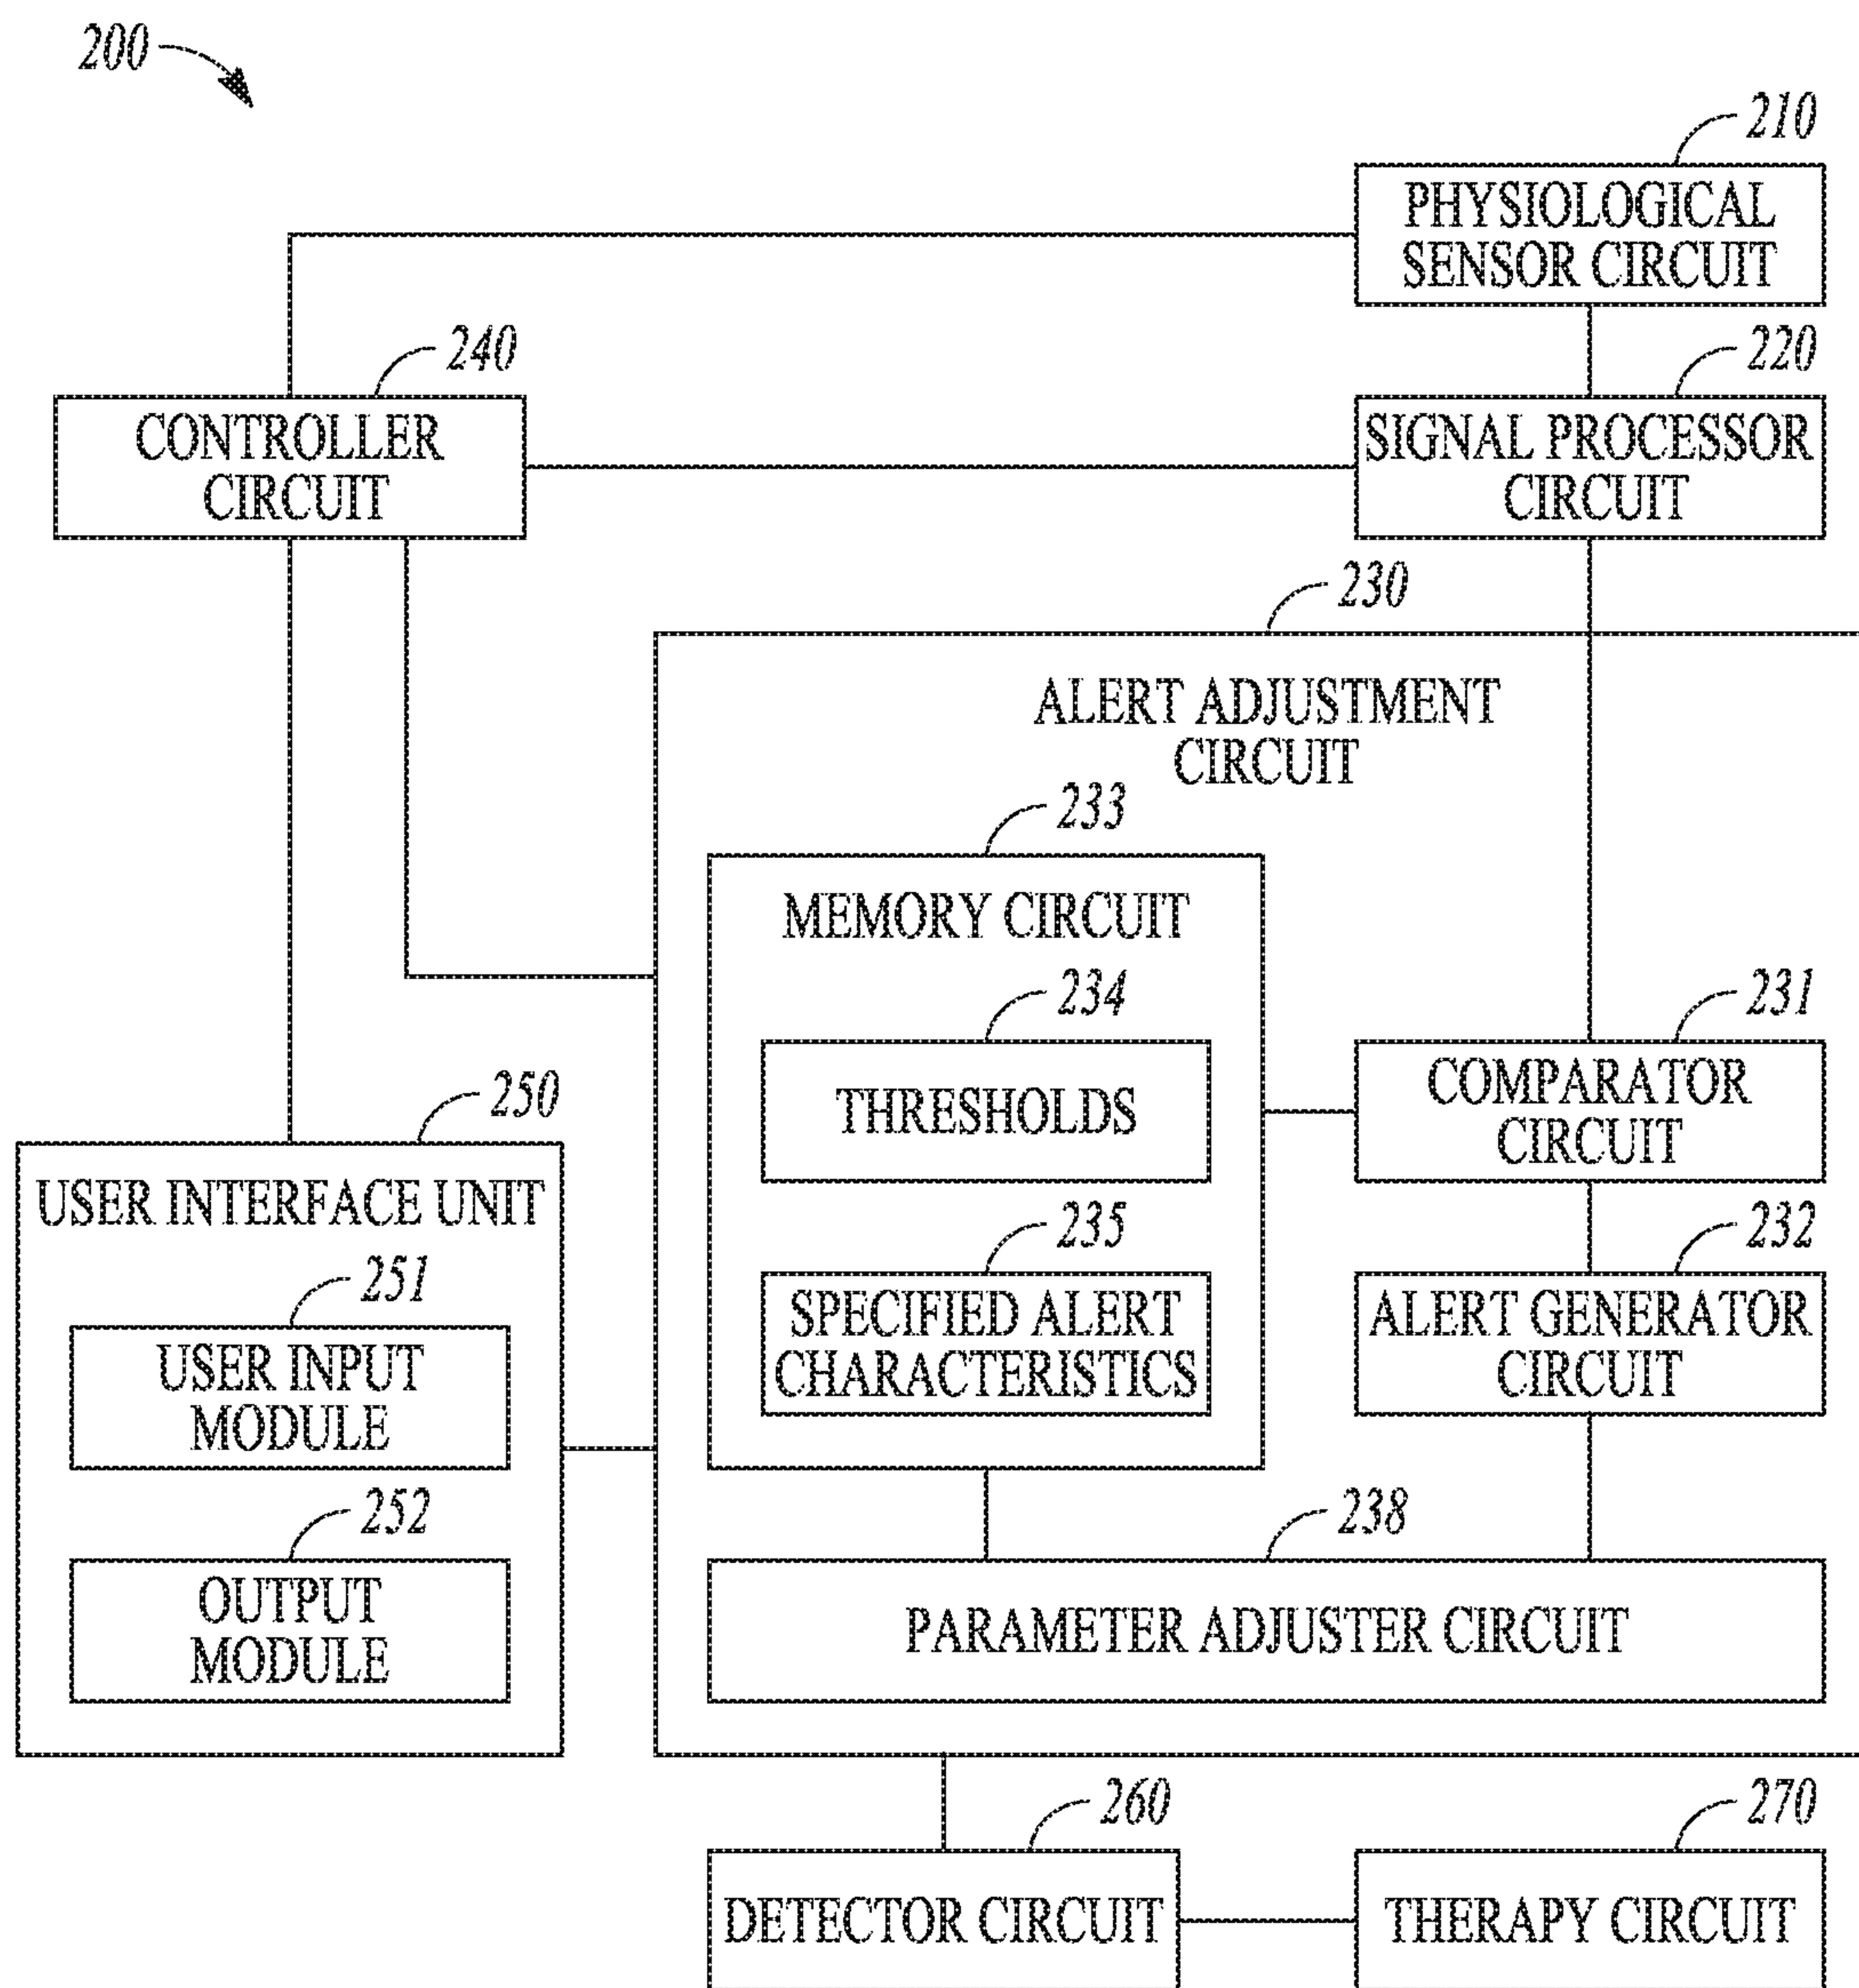 200
210
PHYSIOLOGICAL
SENSOR CIRCUIT
240
CONTROLLER
CIRCUIT
220
SIGNAL PROCESSOR
CIRCUIT
230
ALERT ADJUSTMENT
CIRCUIT
233
MEMORY CIRCUIT
234
THRESHOLDS
231
COMPARATOR
CIRCUIT
235
SPECIFIED ALERT
CHARACTERISTICS
232
ALERT GENERATOR
CIRCUIT
250
USER INTERFACE UNIT
251
USER INPUT
MODULE
252
OUTPUT
MODULE
238
PARAMETER ADJUSTER CIRCUIT
260
DETECTOR CIRCUIT
270
THERAPY CIRCUIT